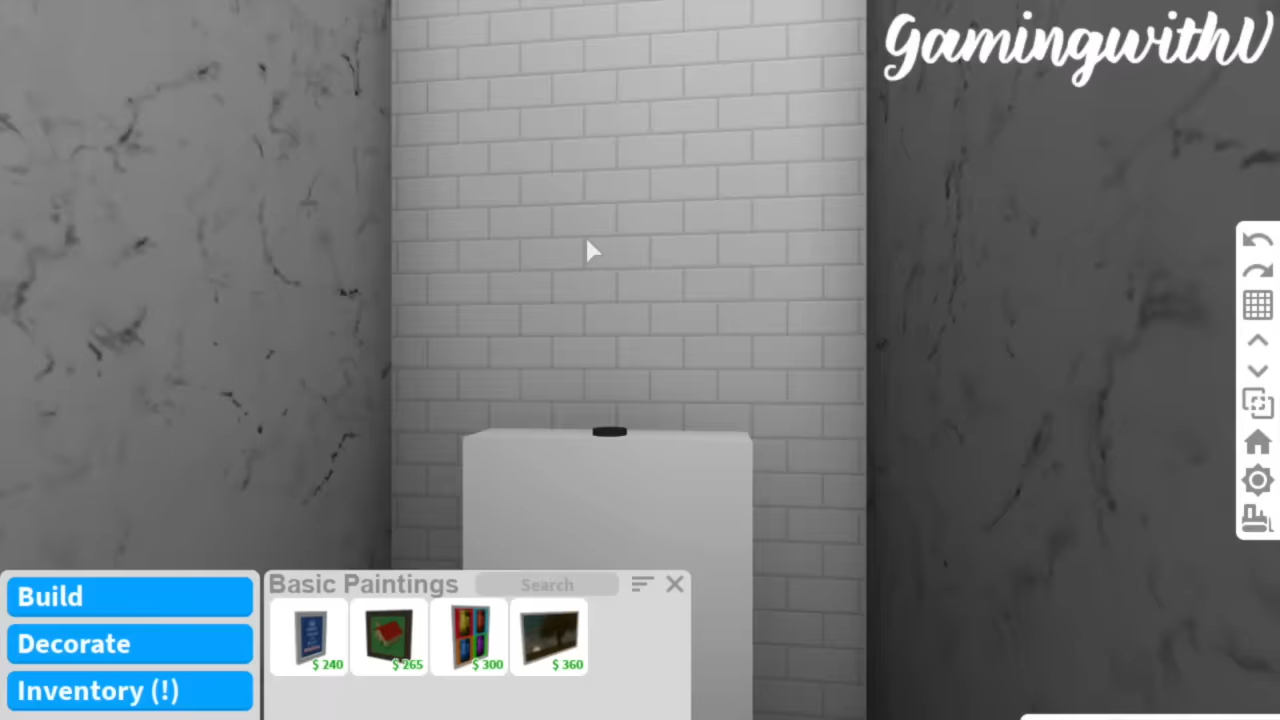 GamingwithV
Basic Paintings
Search
Build
Decorate
Inventory (!)
$ 240
$ 265
$ 300
$ 360